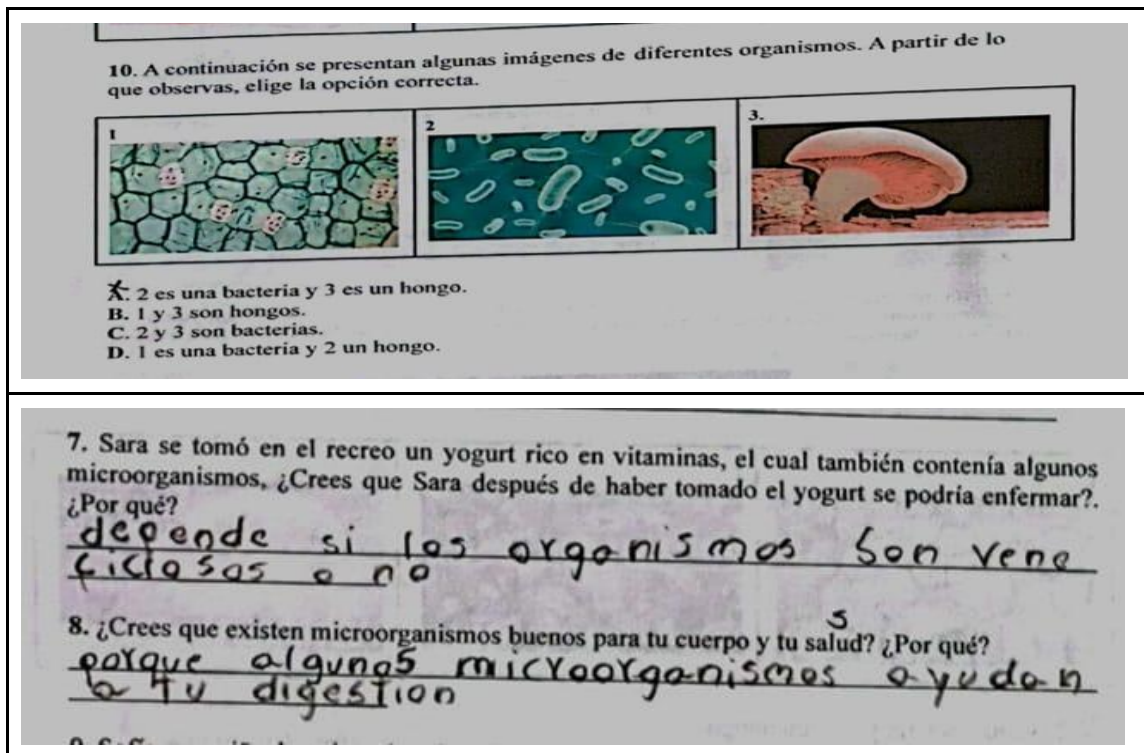 10. A continuación se presentan algunas imágenes de diferentes organismos. A partir de lo
que observas, elige la opción correcta.
1
2
3.
A. 2 es una bacteria y 3 es un hongo.
B. 1 y 3 son hongos.
C. 2 y 3 son bacterias.
D. 1 es una bacteria y 2 un hongo.
7. Sara se tomó en el recreo un yogurt rico en vitaminas, el cual también contenía algunos
microorganismos, ¿Crees que Sara después de haber tomado el yogurt se podría enfermar?.
¿Por qué?
depende si los organismos son vene
ficiosos o no
8. ¿Crees que existen microorganismos buenos para tu cuerpo y tu salud? ¿Por qué?
porque algunos microorganismos ayudan
a tu digestion